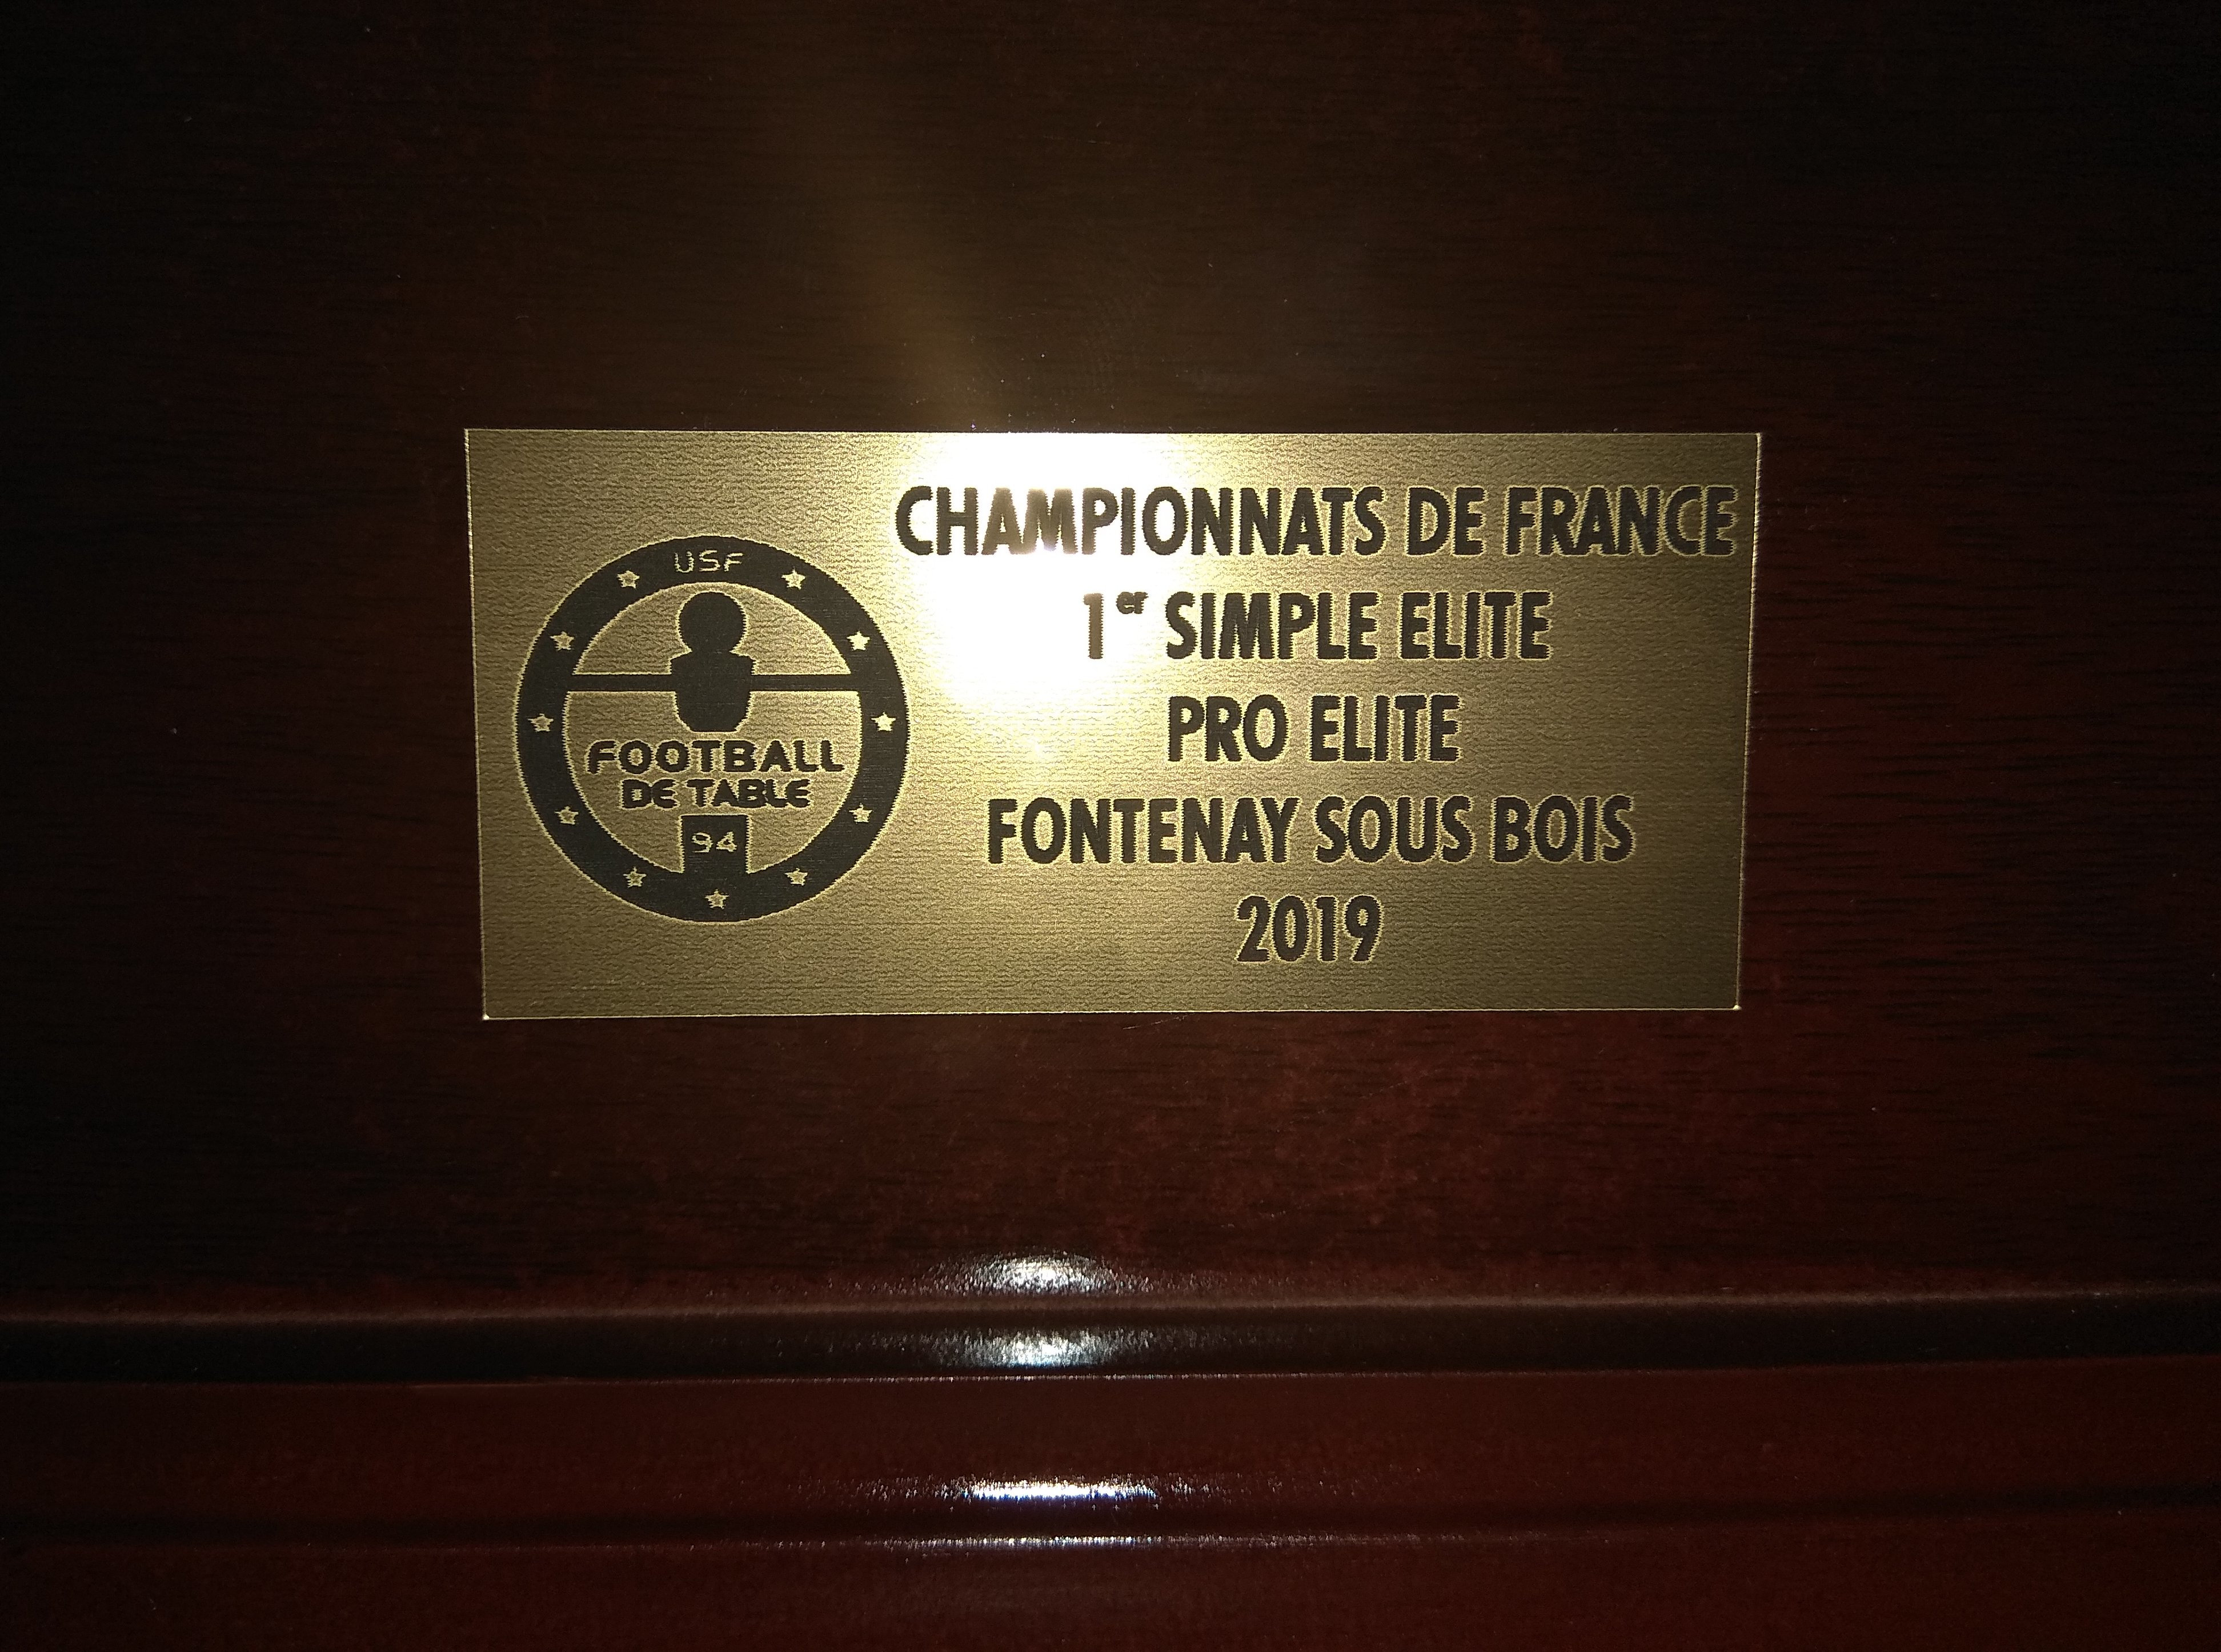 USF
FOOTBALL
DE TABLE
94
CHAMPIONNATS DE FRANCE
1er SIMPLE ELITE
PRO ELITE
FONTENAY SOUS BOIS
2019